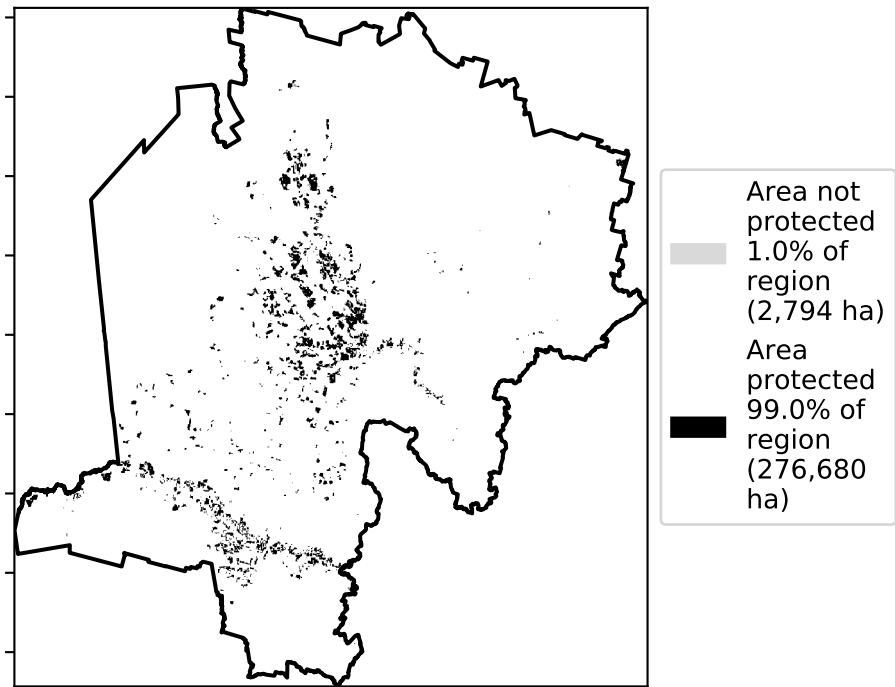 Area not
protected
1.0% of
region
(2,794 ha)
Area
protected
99.0% of
region
(276,680
ha)